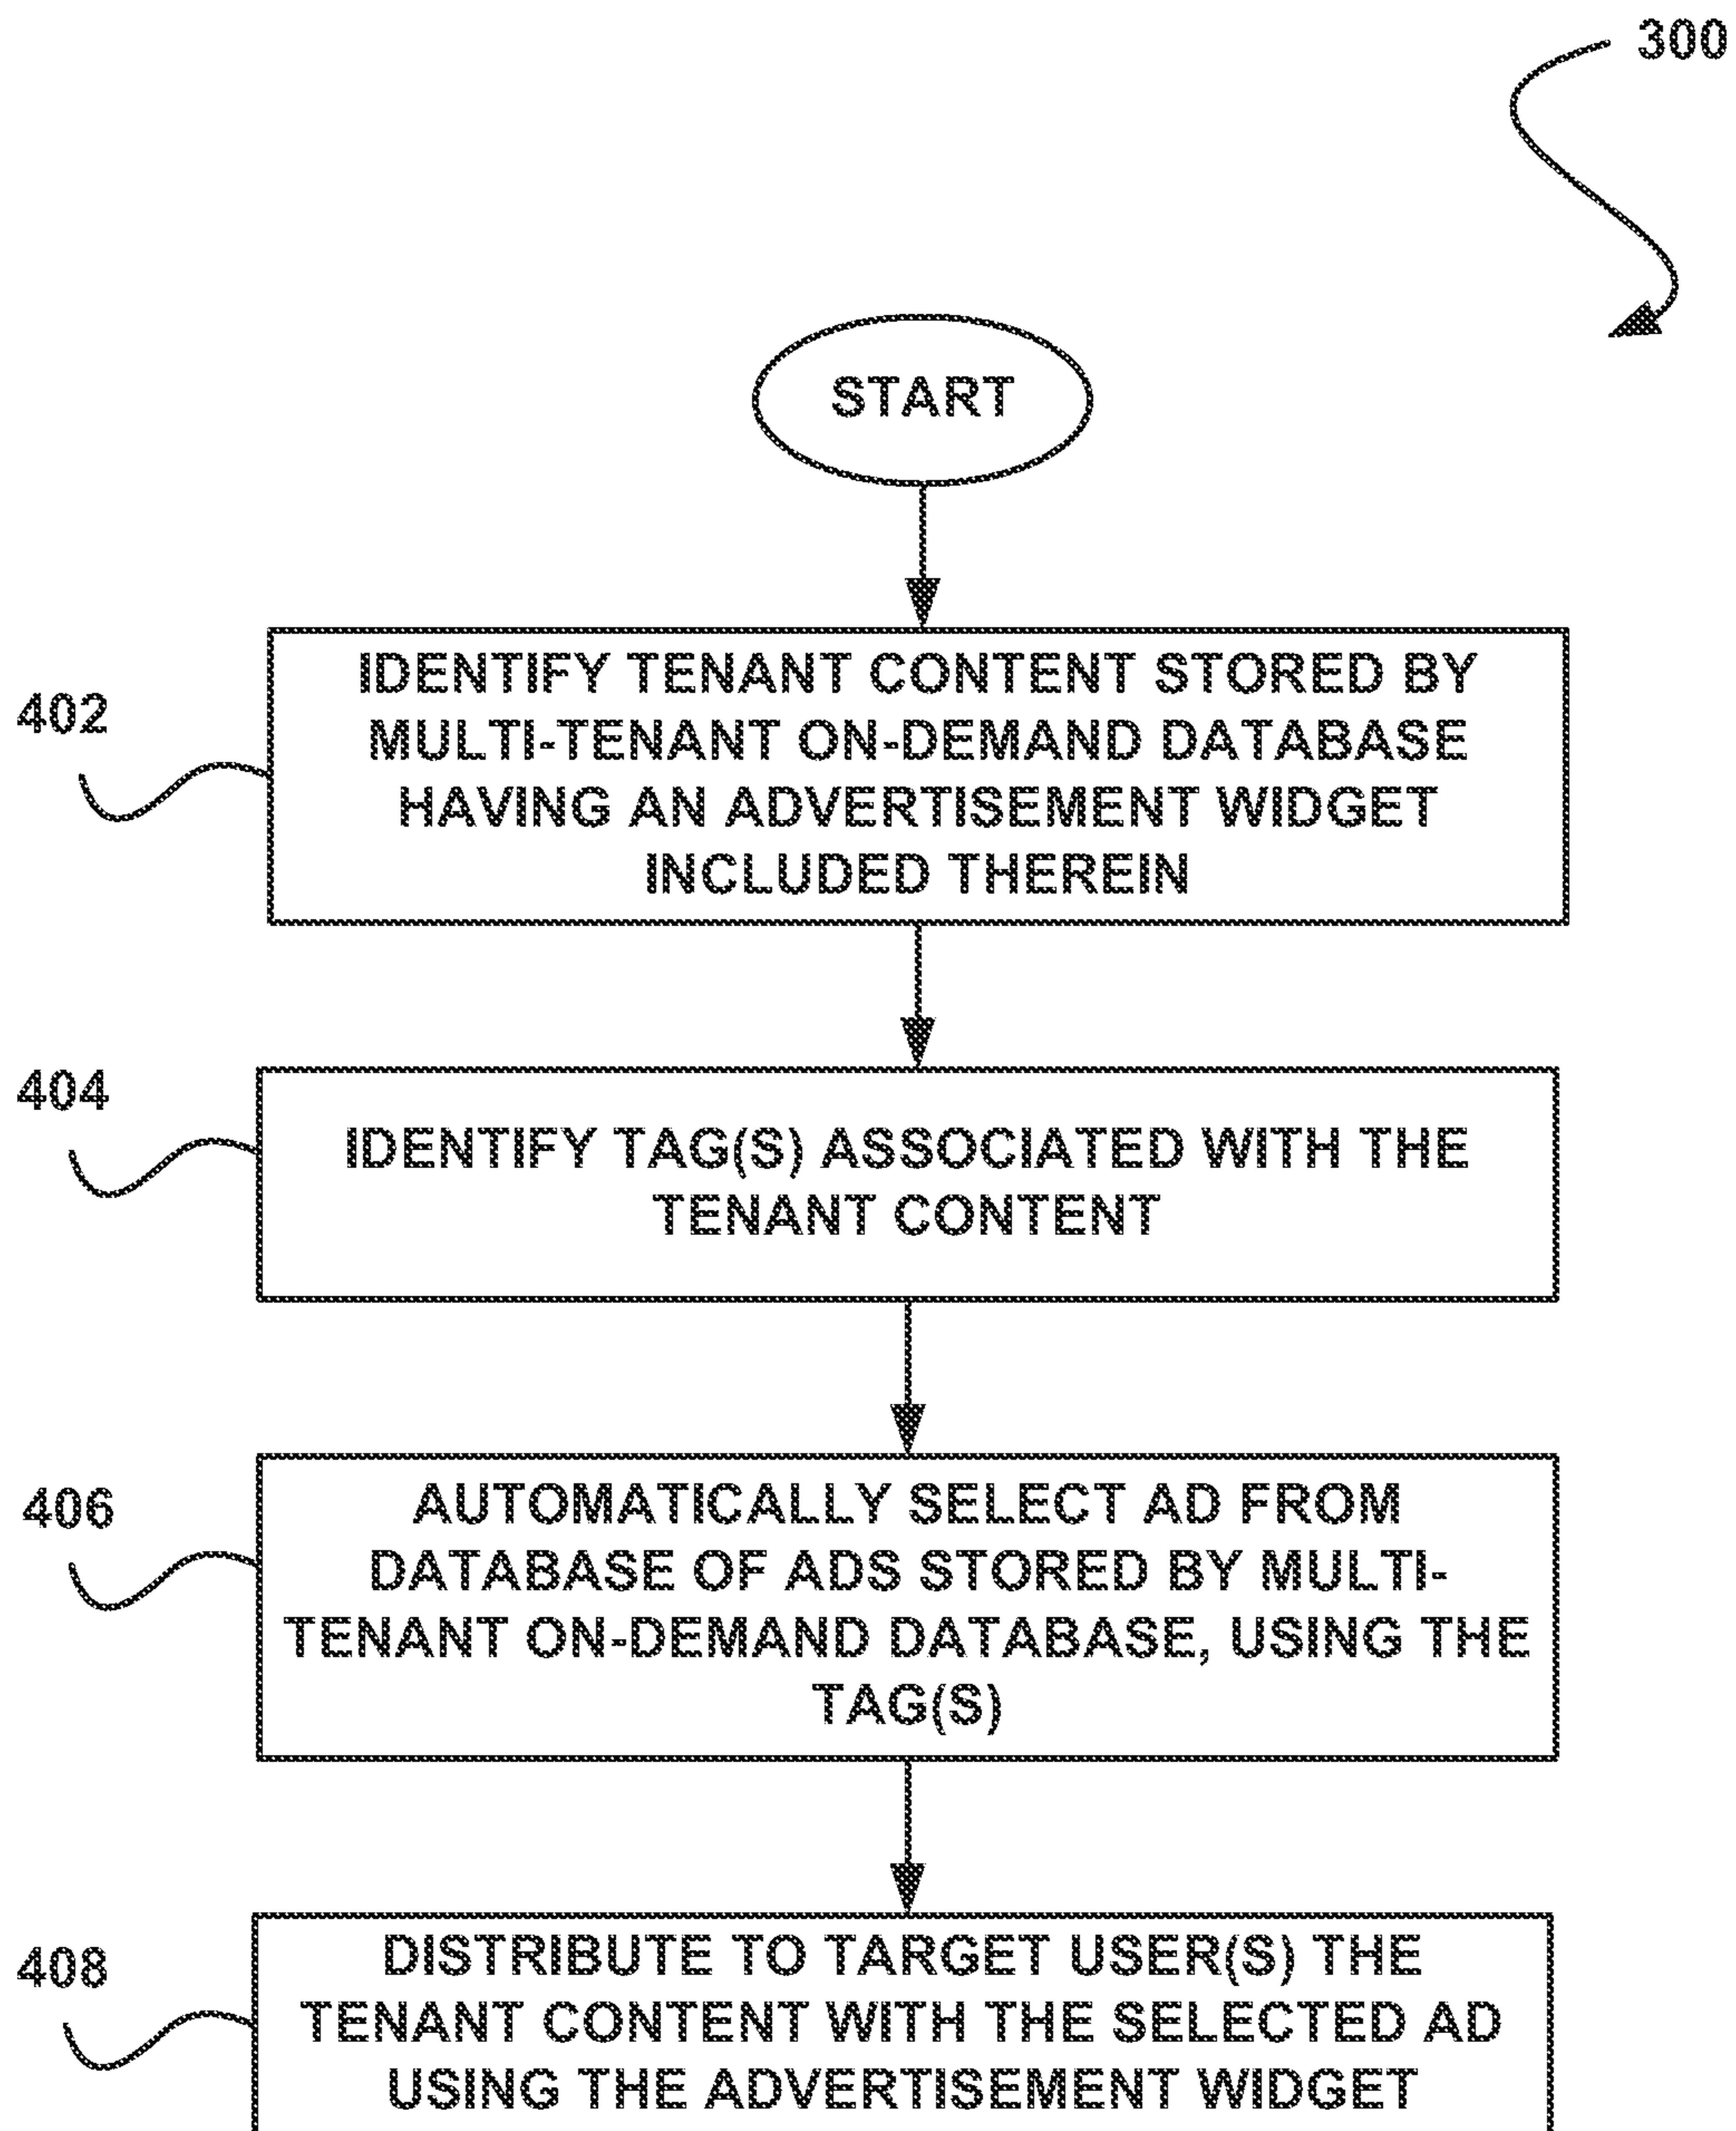 300
START
402
IDENTIFY TENANT CONTENT STORED BY
MULTI-TENANT ON-DEMAND DATABASE
HAVING AN ADVERTISEMENT WIDGET
INCLUDED THEREIN
404
IDENTIFY TAG(S) ASSOCIATED WITH THE
TENANT CONTENT
406
AUTOMATICALLY SELECT AD FROM
DATABASE OF ADS STORED BY MULTI-
TENANT ON-DEMAND DATABASE, USING THE
TAG(S)
408
DISTRIBUTE TO TARGET USER(S) THE
TENANT CONTENT WITH THE SELECTED AD
USING THE ADVERTISEMENT WIDGET